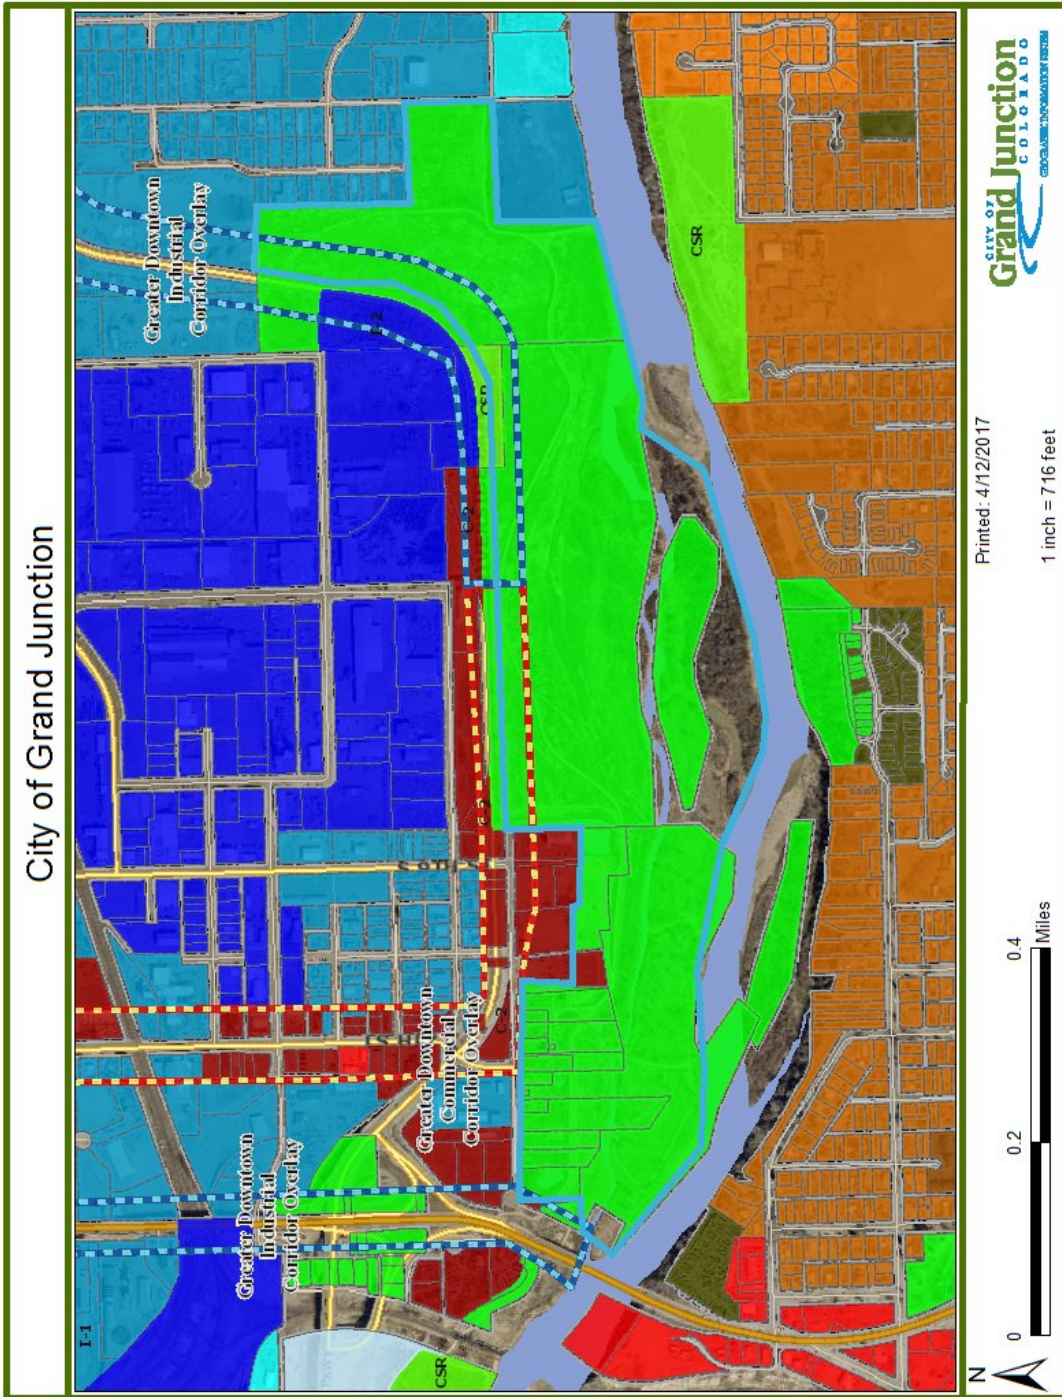 City of Grand Junction
Greater Downtown
Industrial
Corridor Overlay
I-2
CSR
CSR
C-2
C-2
Greater Downtown
Commercial
Corridor Overlay
Greater Downtown
Industrial
Corridor Overlay
I-1
CSR
N
0
0.2
0.4
Miles
Printed: 4/12/2017
1 inch = 716 feet
CITY OF
Grand Junction
COLORADO